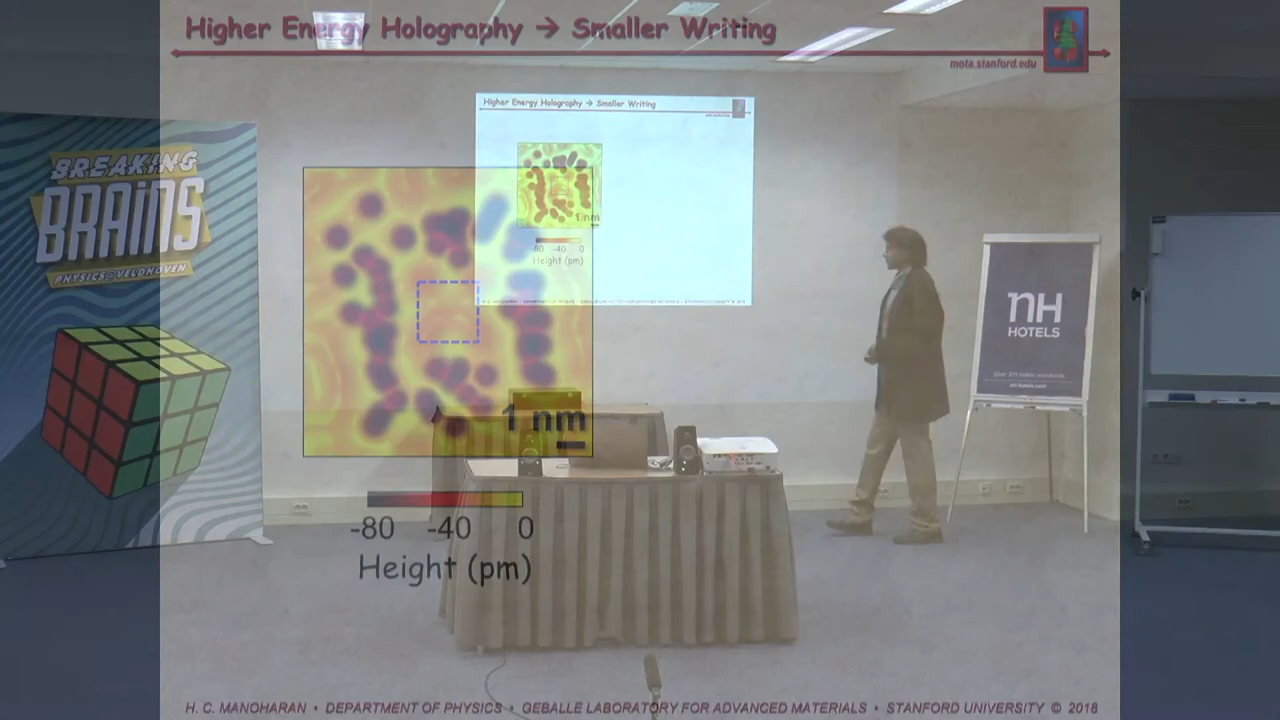 Higher Energy Holography → Smaller Writing
mota.stanford.edu
Higher Energy Holography → Smaller Writing
BREAKING
BRAINS
PHYSICS@VELDHOVEN
1 nm
-80 -40 0
Height (pm)
nH
HOTELS
1 nm
-80 -40 0
Height (pm)
H. C. MANOHARAN • DEPARTMENT OF PHYSICS • GEBALLE LABORATORY FOR ADVANCED MATERIALS • STANFORD UNIVERSITY © 2018